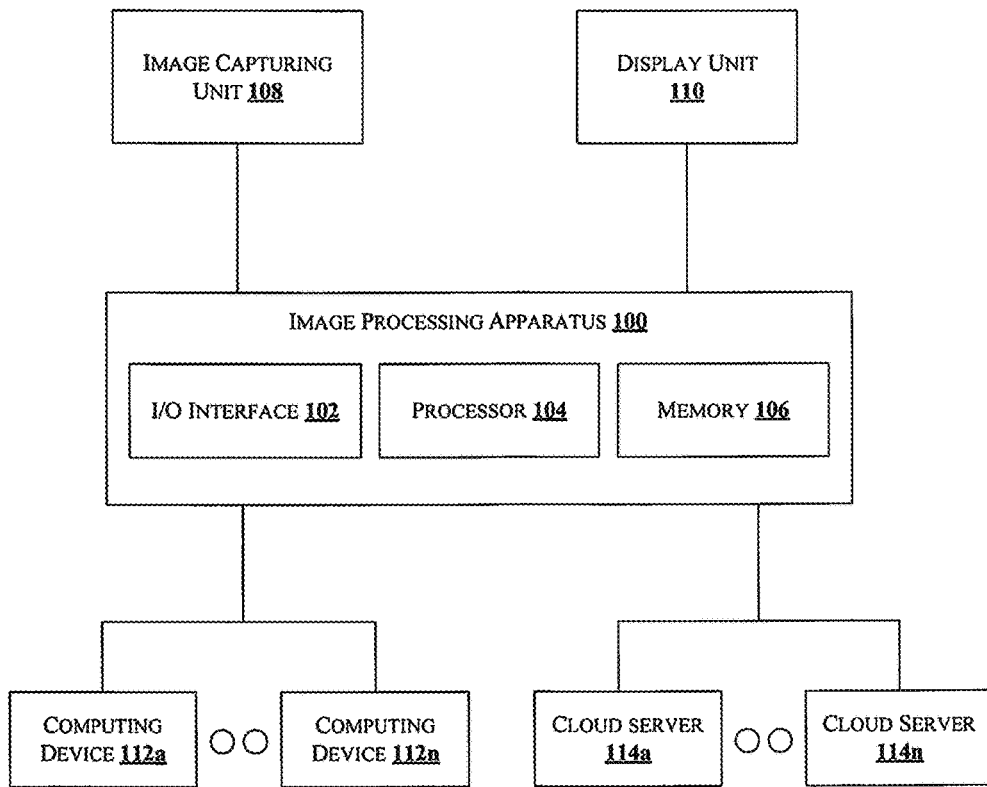 IMAGE CAPTURING
UNIT 108
DISPLAY UNIT
110
IMAGE PROCESSING APPARATUS 100
I/O INTERFACE 102
PROCESSOR 104
MEMORY 106
COMPUTING
DEVICE 112a
COMPUTING
DEVICE 112n
CLOUD SERVER
114a
CLOUD SERVER
114n